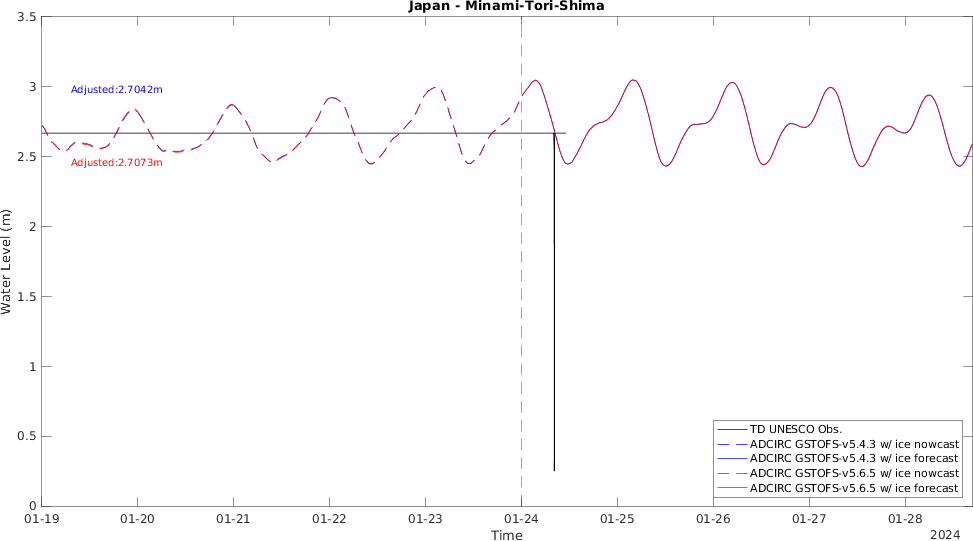 Japan - Minami-Tori-Shima
3.5
3
2.5
2
1.5
1
0.5
0
Water Level (m)
Adjusted:2.7042m
Adjusted:2.7073m
TD UNESCO Obs.
ADCIRC GSTOFS-v5.4.3 w/ ice nowcast
ADCIRC GSTOFS-v5.4.3 w/ ice forecast
ADCIRC GSTOFS-v5.6.5 w/ ice nowcast
ADCIRC GSTOFS-v5.6.5 w/ ice forecast
01-19 01-20 01-21 01-22 01-23 01-24 01-25 01-26 01-27 01-28
Time
2024